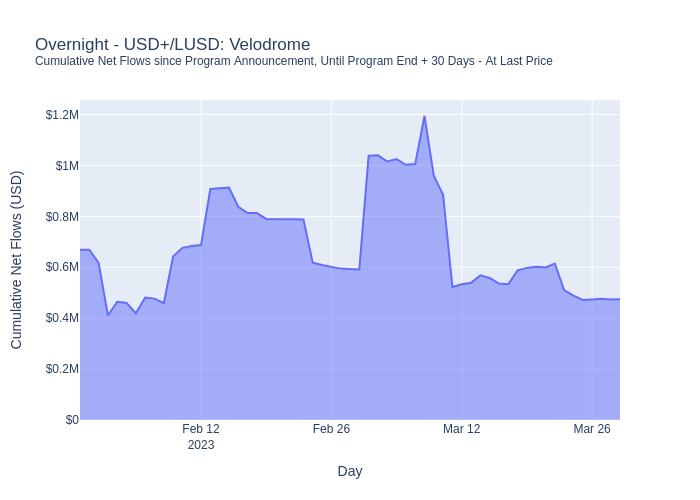 Overnight - USD+/LUSD: Velodrome
Cumulative Net Flows since Program Announcement, Until Program End + 30 Days - At Last Price
Cumulative Net Flows (USD)
$1.2M
$1M
$0.8M
$0.6M
$0.4M
$0.2M
$0
Feb 12
2023
Feb 26
Mar 12
Mar 26
Day